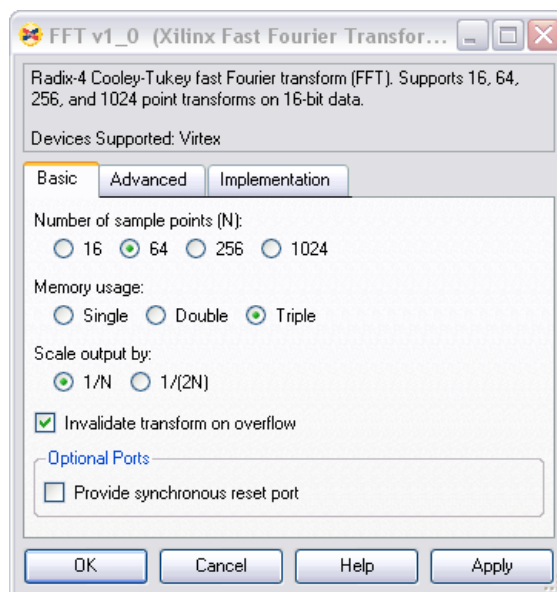 FFT v1_0 (Xilinx Fast Fourier Transfor...
Radix-4 Cooley-Tukey fast Fourier transform (FFT). Supports 16, 64,
256, and 1024 point transforms on 16-bit data.
Devices Supported: Virtex
Basic Advanced Implementation
Number of sample points (N):
16 64 256 1024
Memory usage:
Single Double Triple
Scale output by:
1/N 1/(2N)
Invalidate transform on overflow
Optional Ports
Provide synchronous reset port
OK Cancel Help Apply